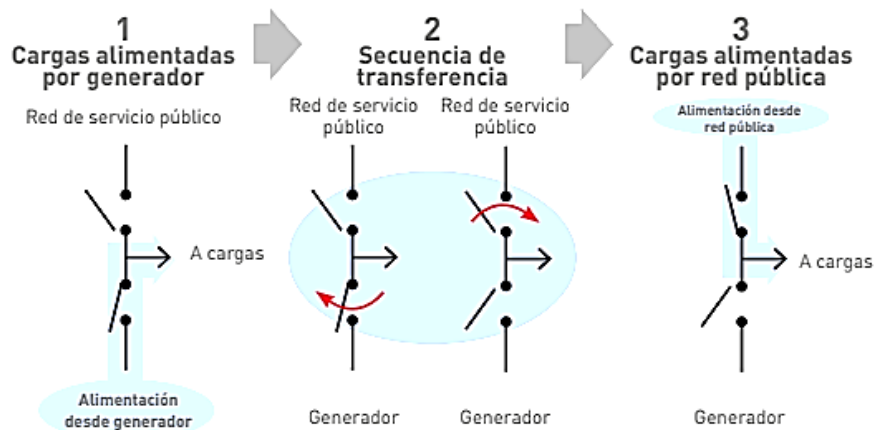 1
Cargas alimentadas
por generador
Red de servicio público
A cargas
Alimentación
desde generador
2
Secuencia de
transferencia
Red de servicio
público
Red de servicio
público
Generador
Generador
3
Cargas alimentadas
por red pública
Alimentación desde
red pública
A cargas
Generador